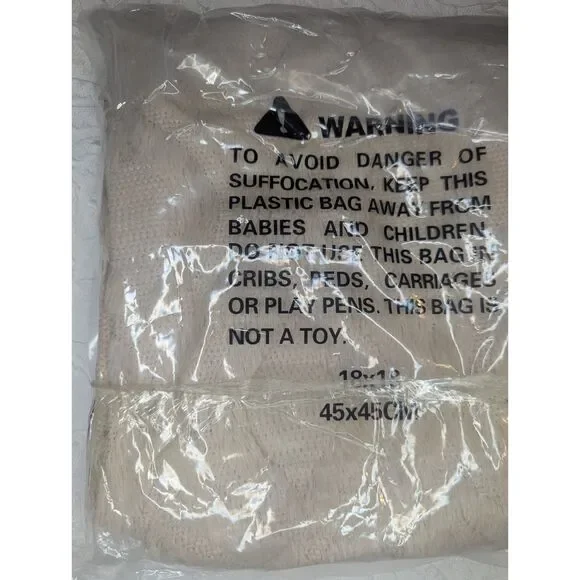 WARNING
TO AVOID DANGER OF
SUFFOCATION, KEEP THIS
PLASTIC BAG AWAY FROM
BABIES AND CHILDREN.
DO NOT USE THIS BAG IN
CRIBS, BEDS, CARRIAGES
OR PLAY PENS. THIS BAG IS
NOT A TOY.
18x18
45x45CM